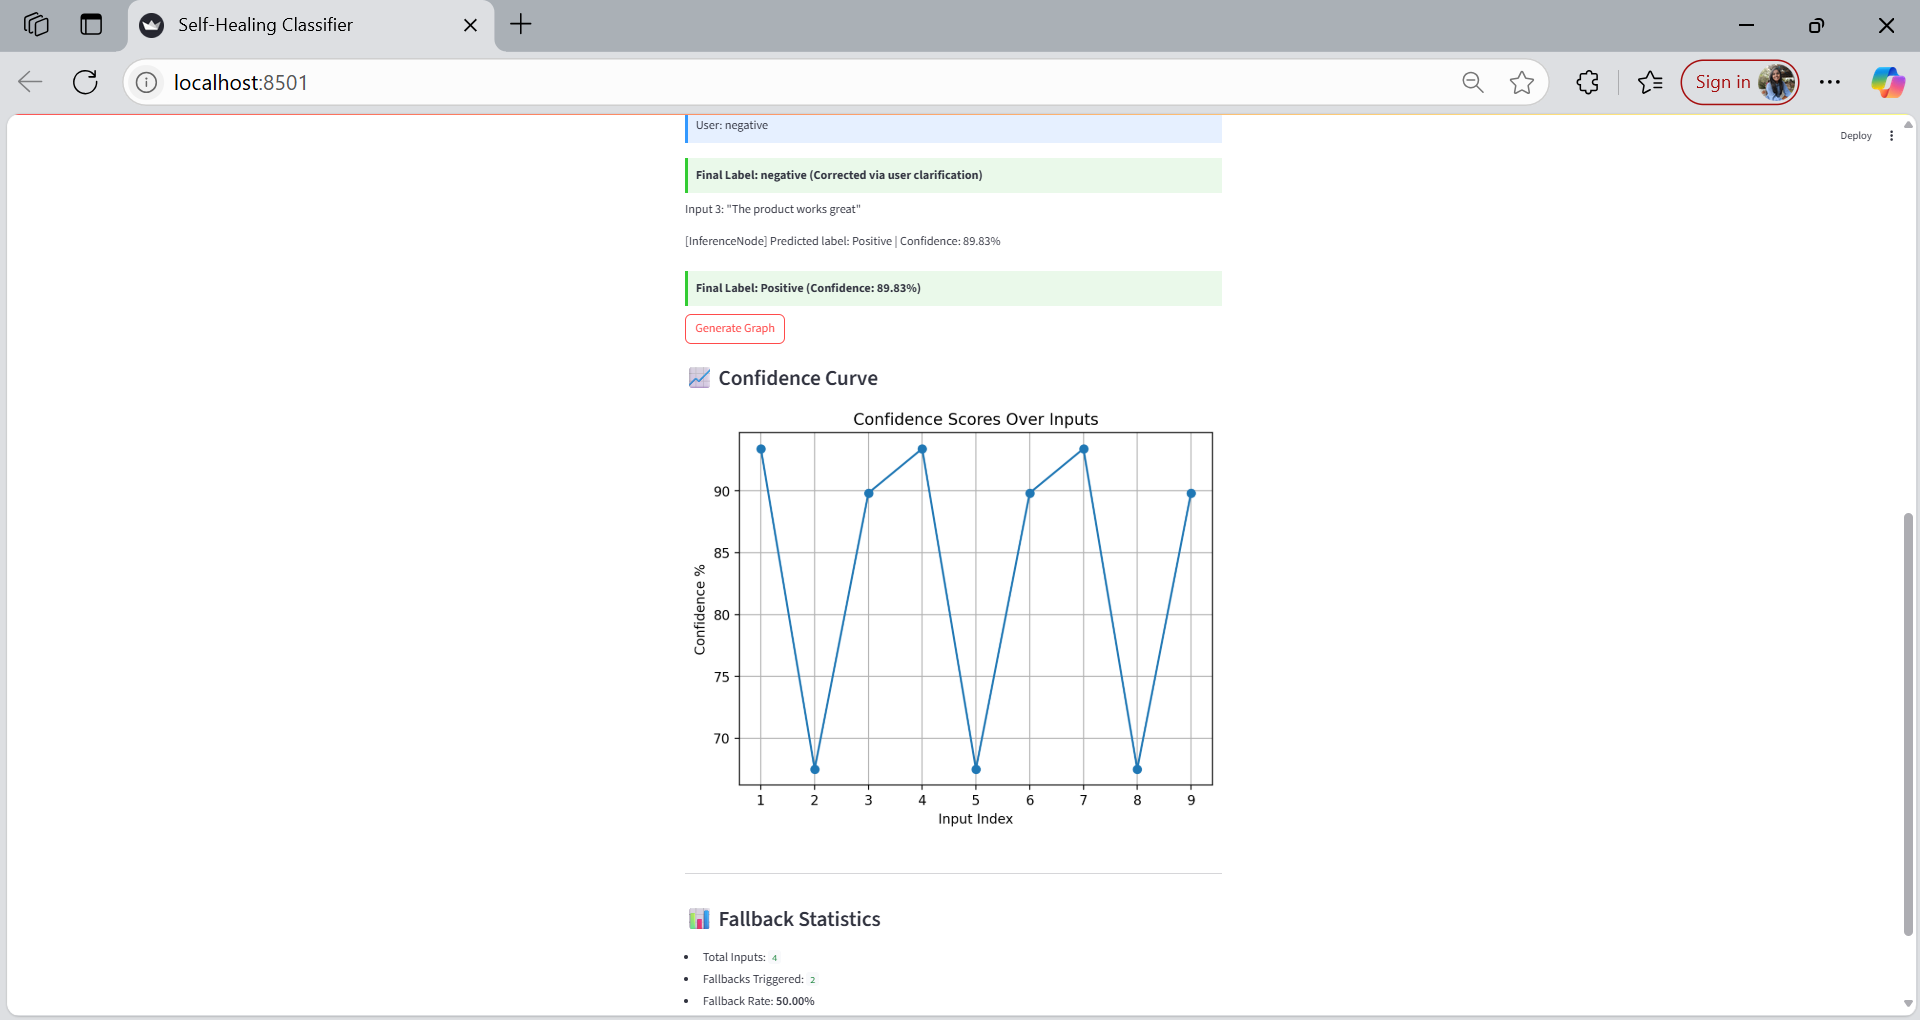 Self-Healing Classifier
localhost:8501
Sign in
Deploy
User: negative
Final Label: negative (Corrected via user clarification)
Input 3: "The product works great"
[InferenceNode] Predicted label: Positive | Confidence: 89.83%
Final Label: Positive (Confidence: 89.83%)
Generate Graph
Confidence Curve
Confidence Scores Over Inputs
90
85
80
75
70
Confidence %
1 2 3 4 5 6 7 8 9
Input Index
Fallback Statistics
Total Inputs: 4
Fallbacks Triggered: 2
Fallback Rate: 50.00%